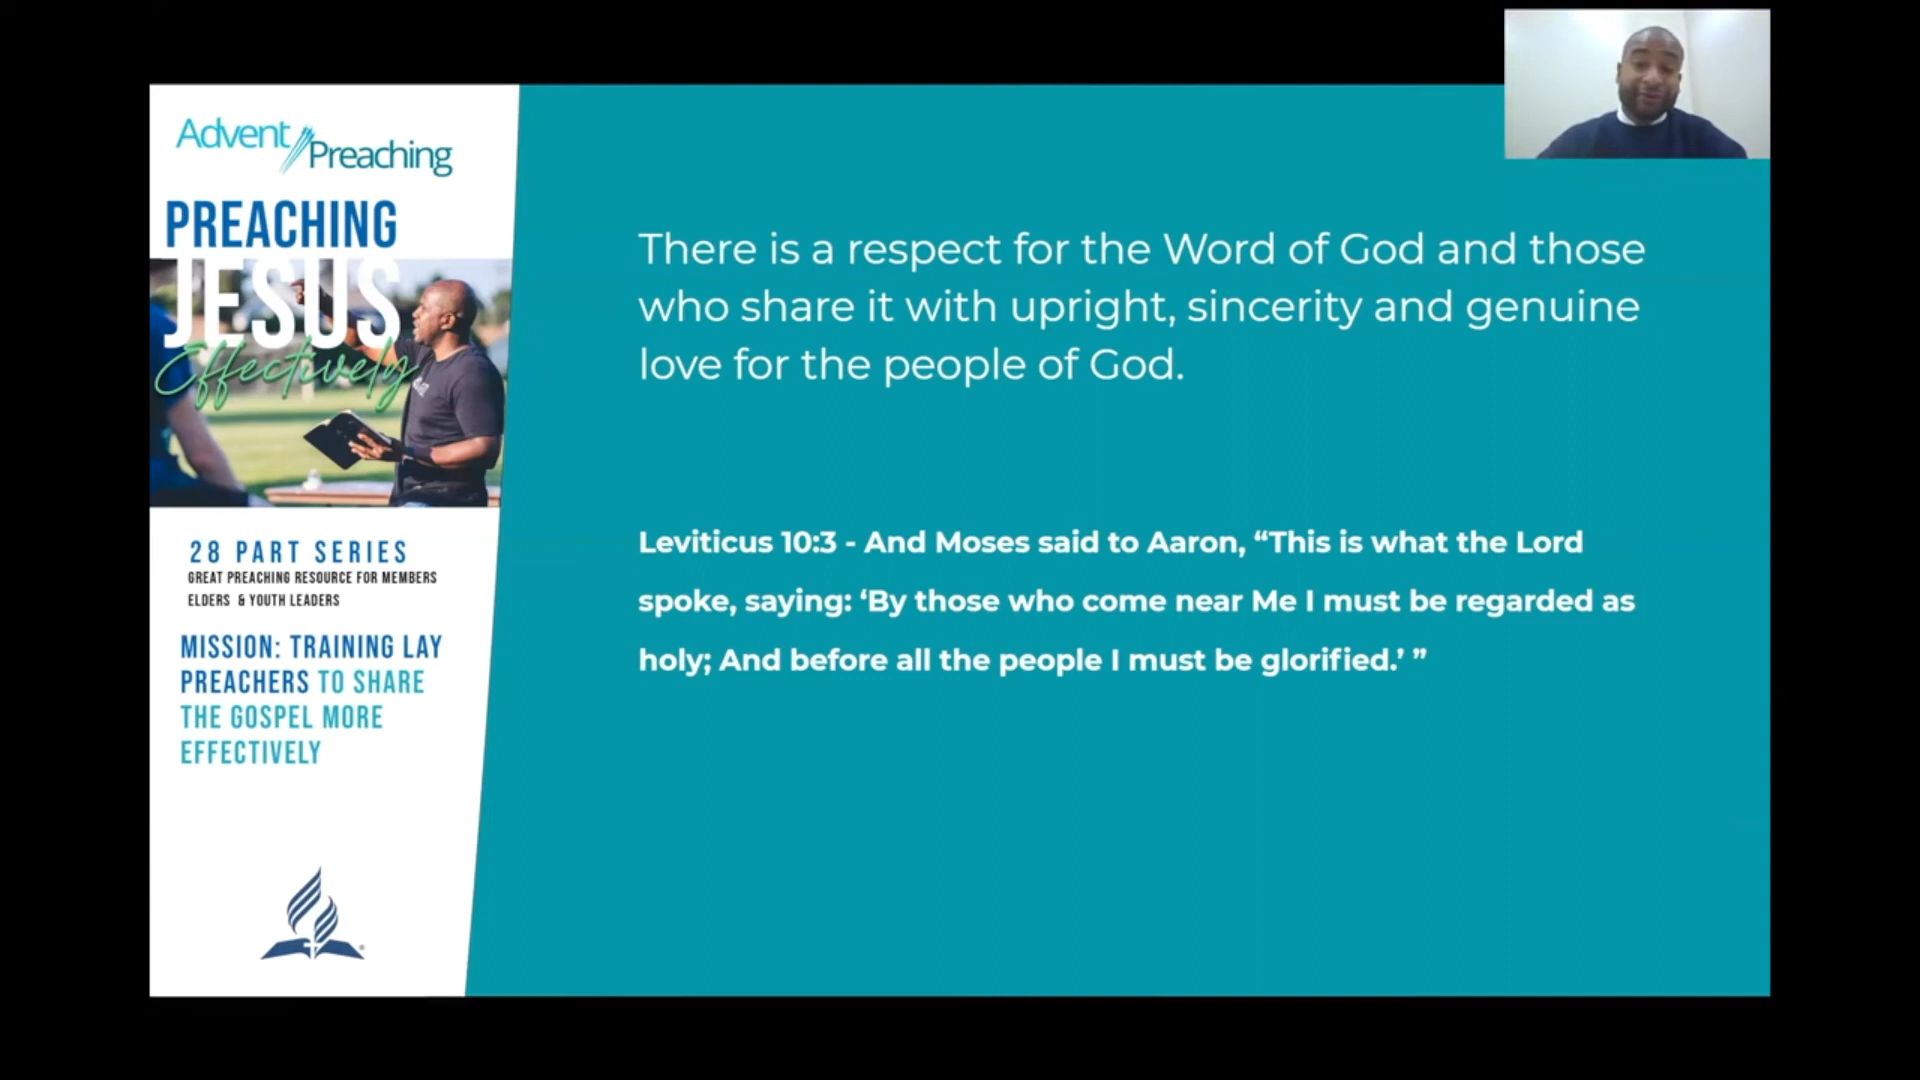 Advent
Preaching
PREACHING
JESUS
Effectively
28 PART SERIES
GREAT PREACHING RESOURCE FOR MEMBERS
ELDERS & YOUTH LEADERS
MISSION: TRAINING LAY
PREACHERS TO SHARE
THE GOSPEL MORE
EFFECTIVELY
There is a respect for the Word of God and those
who share it with upright, sincerity and genuine
love for the people of God.
Leviticus 10:3 - And Moses said to Aaron, “This is what the Lord
spoke, saying: ‘By those who come near Me I must be regarded as
holy; And before all the people I must be glorified.’ ”